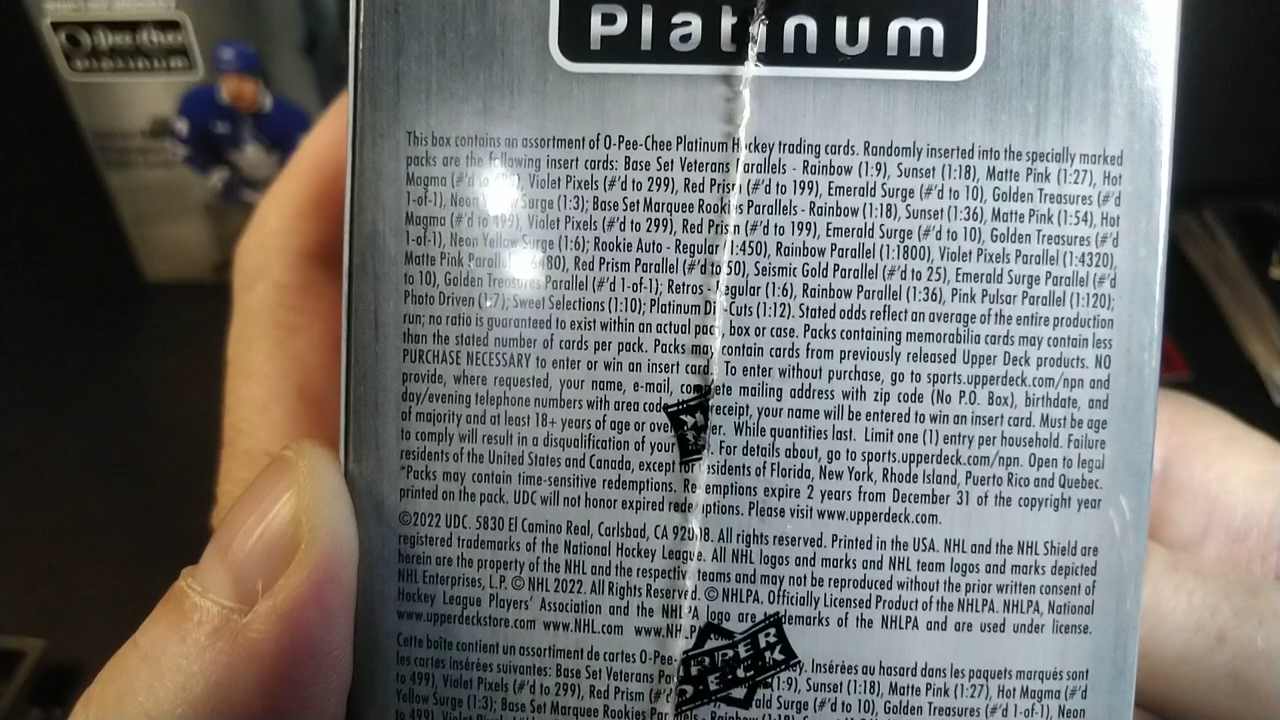 O-Pee-Chee
Platinum
Platinum
This box contains an assortment of O-Pee-Chee Platinum Hockey trading cards. Randomly inserted into the specially marked
packs are the following insert cards: Base Set Veterans Parallels - Rainbow (1:9), Sunset (1:18), Matte Pink (1:27), Hot
Magma (#'d to 499), Violet Pixels (#'d to 299), Red Prism (#'d to 199), Emerald Surge (#'d to 10), Golden Treasures (#'d
1-of-1), Neon Surge (1:3); Base Set Marquee Rookies Parallels - Rainbow (1:18), Sunset (1:36), Matte Pink (1:54), Hot
Magma (#'d to 499), Violet Pixels (#'d to 299), Red Prism (#'d to 199), Emerald Surge (#'d to 10), Golden Treasures (#'d
1-of-1), Neon Yellow Surge (1:6); Rookie Auto - Regular (1:450), Rainbow Parallel (1:1800), Violet Pixels Parallel (1:4320),
Matte Pink Parallel 480), Red Prism Parallel (#'d to 50), Seismic Gold Parallel (#'d to 25), Emerald Surge Parallel (#'d
to 10), Golden Treasures Parallel (#'d 1-of-1); Retros - Regular (1:6), Rainbow Parallel (1:36), Pink Pulsar Parallel (1:120);
Photo Driven (1:7); Sweet Selections (1:10); Platinum -Cuts (1:12). Stated odds reflect an average of the entire production
run; no ratio is guaranteed to exist within an actual pack, box or case. Packs containing memorabilia cards may contain less
than the stated number of cards per pack. Packs may contain cards from previously released Upper Deck products. NO
PURCHASE NECESSARY to enter or win an insert card. To enter without purchase, go to sports.upperdeck.com/npn and
provide, where requested, your name, e-mail, complete mailing address with zip code (No P.O. Box), birthdate, and
day/evening telephone numbers with area code receipt, your name will be entered to win an insert card. Must be age
of majority and at least 18+ years of age or over er. While quantities last. Limit one (1) entry per household. Failure
to comply will result in a disqualification of your For details about, go to sports.upperdeck.com/npn. Open to legal
residents of the United States and Canada, except for residents of Florida, New York, Rhode Island, Puerto Rico and Quebec.
*Packs may contain time-sensitive redemptions. Redemptions expire 2 years from December 31 of the copyright year
printed on the pack. UDC will not honor expired redemptions. Please visit www.upperdeck.com.
©2022 UDC. 5830 El Camino Real, Carlsbad, CA 92008. All rights reserved. Printed in the USA. NHL and the NHL Shield are
registered trademarks of the National Hockey League. All NHL logos and marks and NHL team logos and marks depicted
herein are the property of the NHL and the respective teams and may not be reproduced without the prior written consent of
NHL Enterprises, L.P. © NHL 2022. All Rights Reserved. © NHLPA. Officially Licensed Product of the NHLPA. NHLPA, National
Hockey League Players' Association and the NHLPA logo are trademarks of the NHLPA and are used under license.
www.upperdeckstore.com www.NHL.com www.NHLP
UPPER DECK
Cette boîte contient un assortiment de cartes O-Pee- key. Insérées au hasard dans les paquets marqués sont
les cartes insérées suivantes: Base Set Veterans Pa (1:9), Sunset (1:18), Matte Pink (1:27), Hot Magma (#'d
to 499), Violet Pixels (#'d to 299), Red Prism (#'d #'d to 10), Golden Treasures (#'d 1-of-1), Neon
Yellow Surge (1:3); Base Set Marquee Rookies Parallels - Rainbow